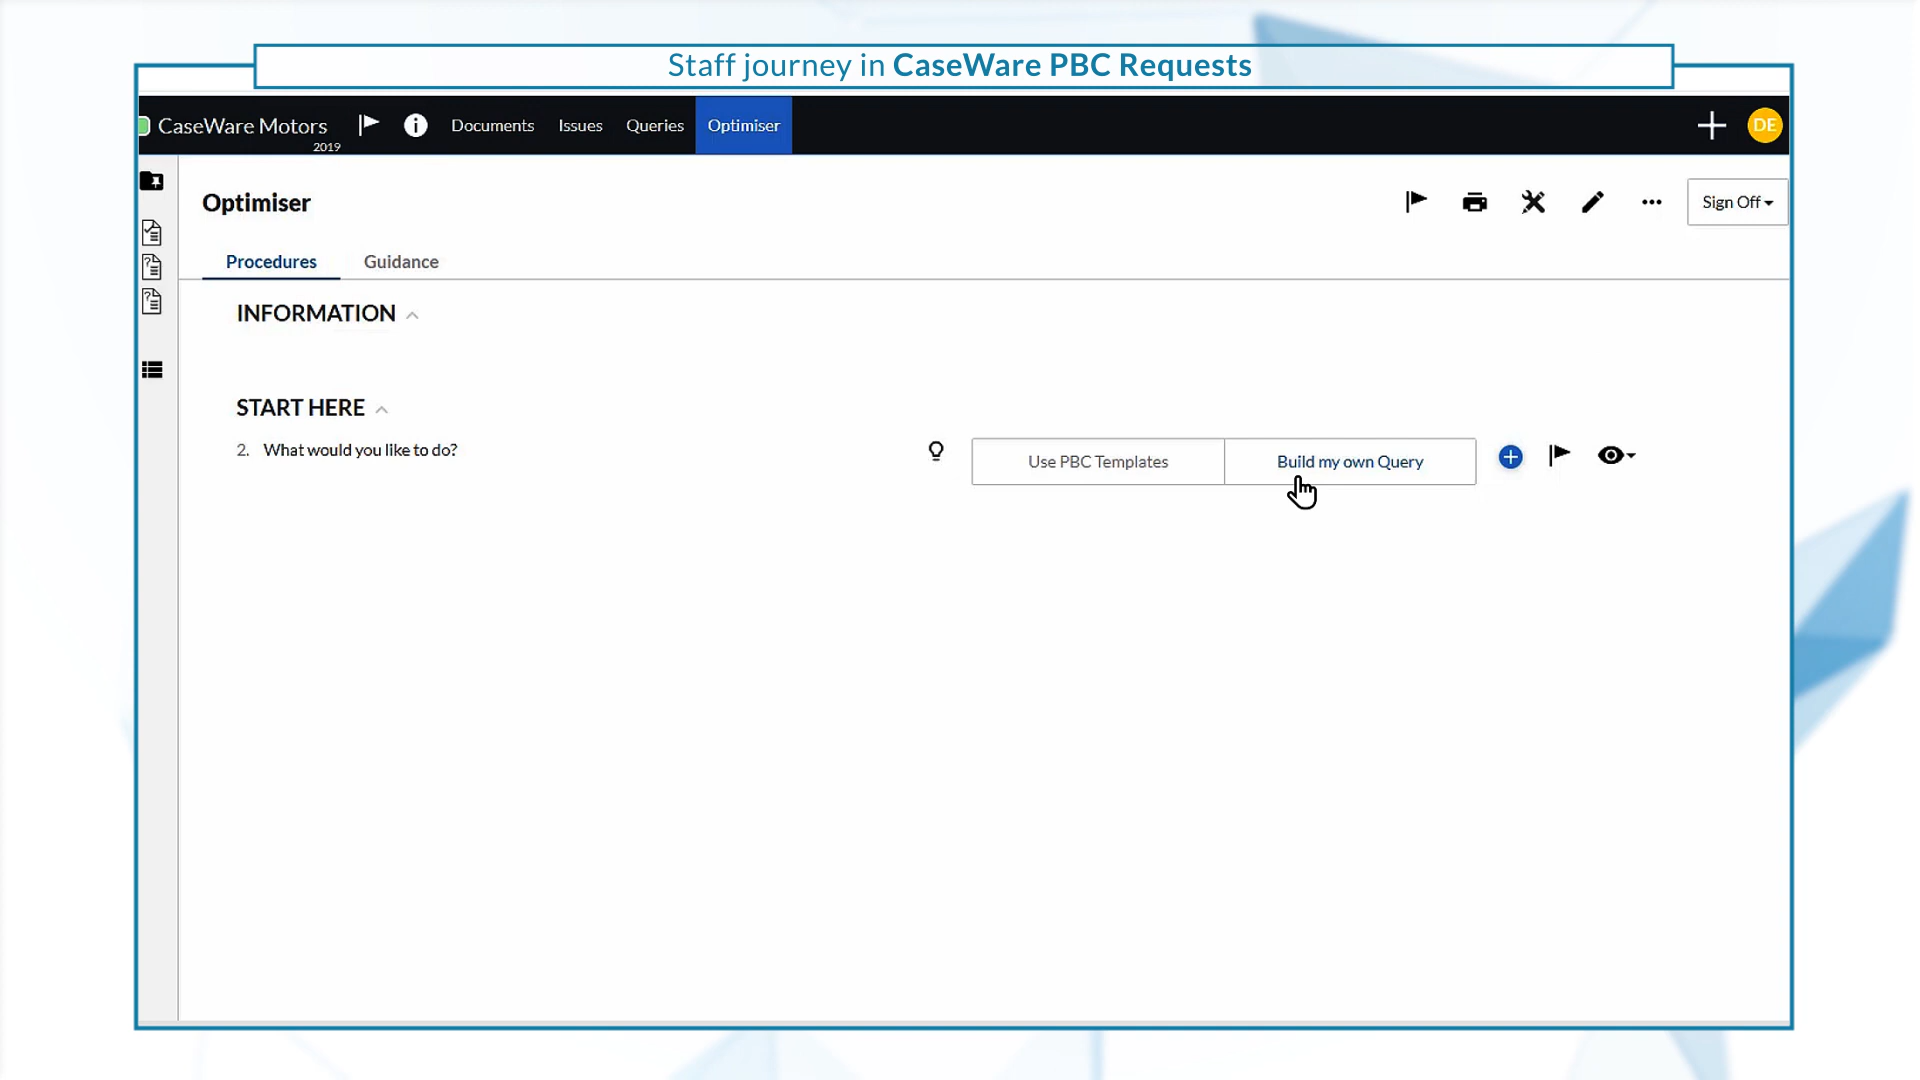 Staff journey in CaseWare PBC Requests
CaseWare Motors
2019
Documents
Issues
Queries
Optimiser
DE
Optimiser
Sign Off
Procedures
Guidance
INFORMATION
START HERE
2. What would you like to do?
Use PBC Templates
Build my own Query